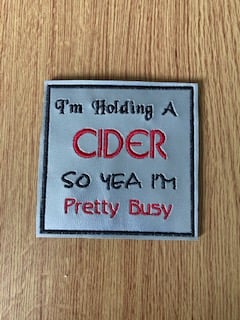 I'm Holding A
CIDER
SO YEA I'M
Pretty Busy